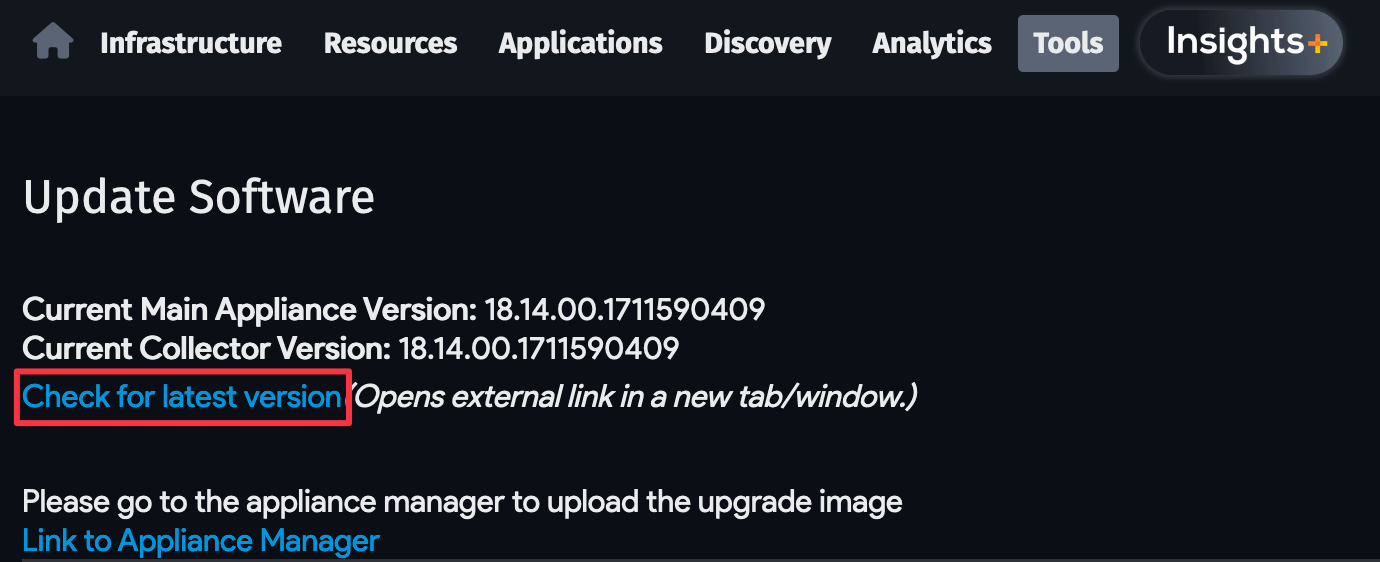 Infrastructure Resources Applications Discovery Analytics Tools Insights+
Update Software
Current Main Appliance Version: 18.14.00.1711590409
Current Collector Version: 18.14.00.1711590409
Check for latest version (Opens external link in a new tab/window.)
Please go to the appliance manager to upload the upgrade image
Link to Appliance Manager